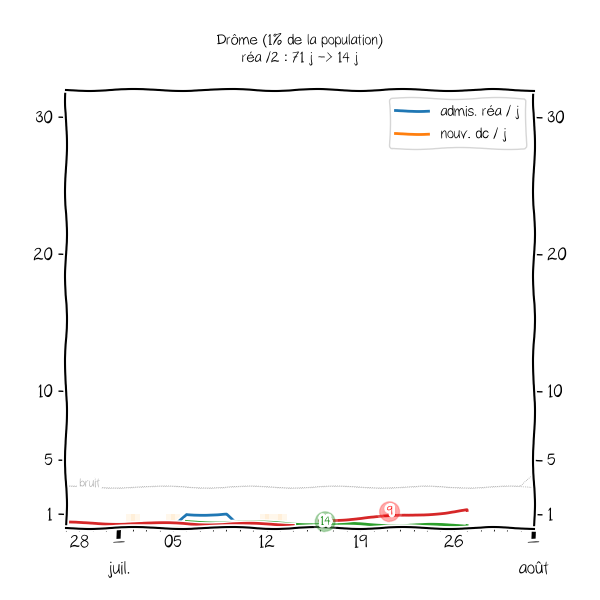 Drôme (1% de la population)
réa /2 : 71 j -> 14 j
admis. réa / j
nouv. dc / j
30
30
20
20
10
10
5
5
bruit
1
1
9
14
28
05
12
19
26
juil.
août